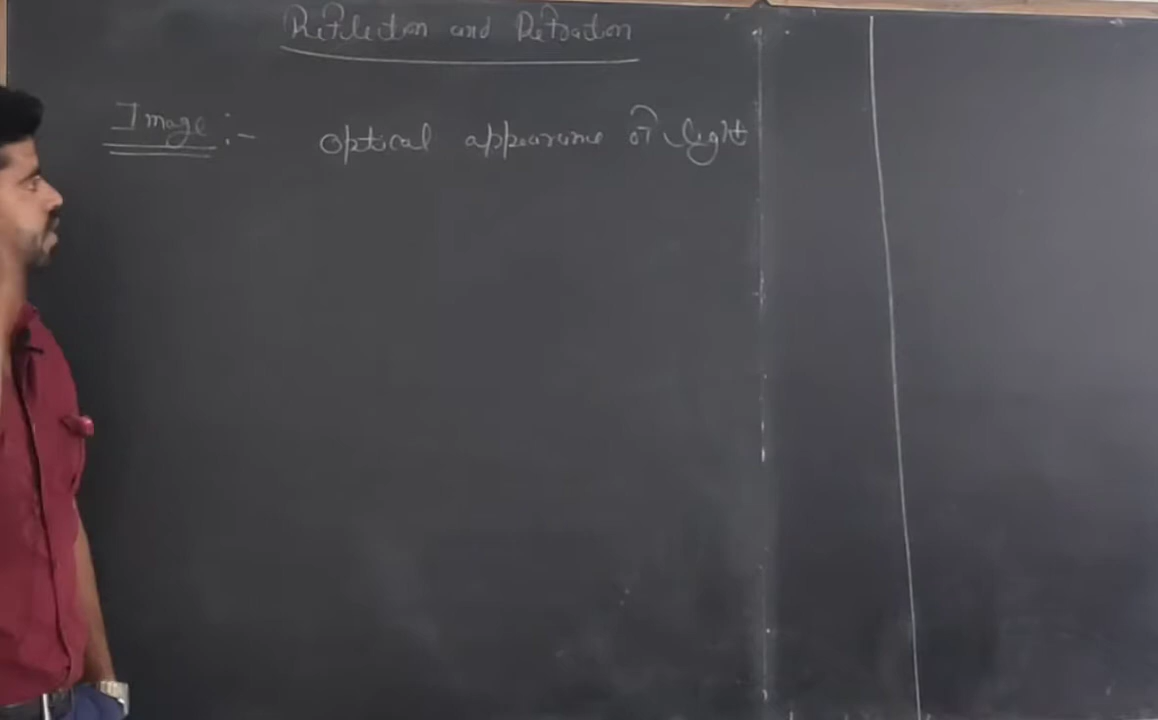 Reflection and Refraction
Image :- optical appearance of light